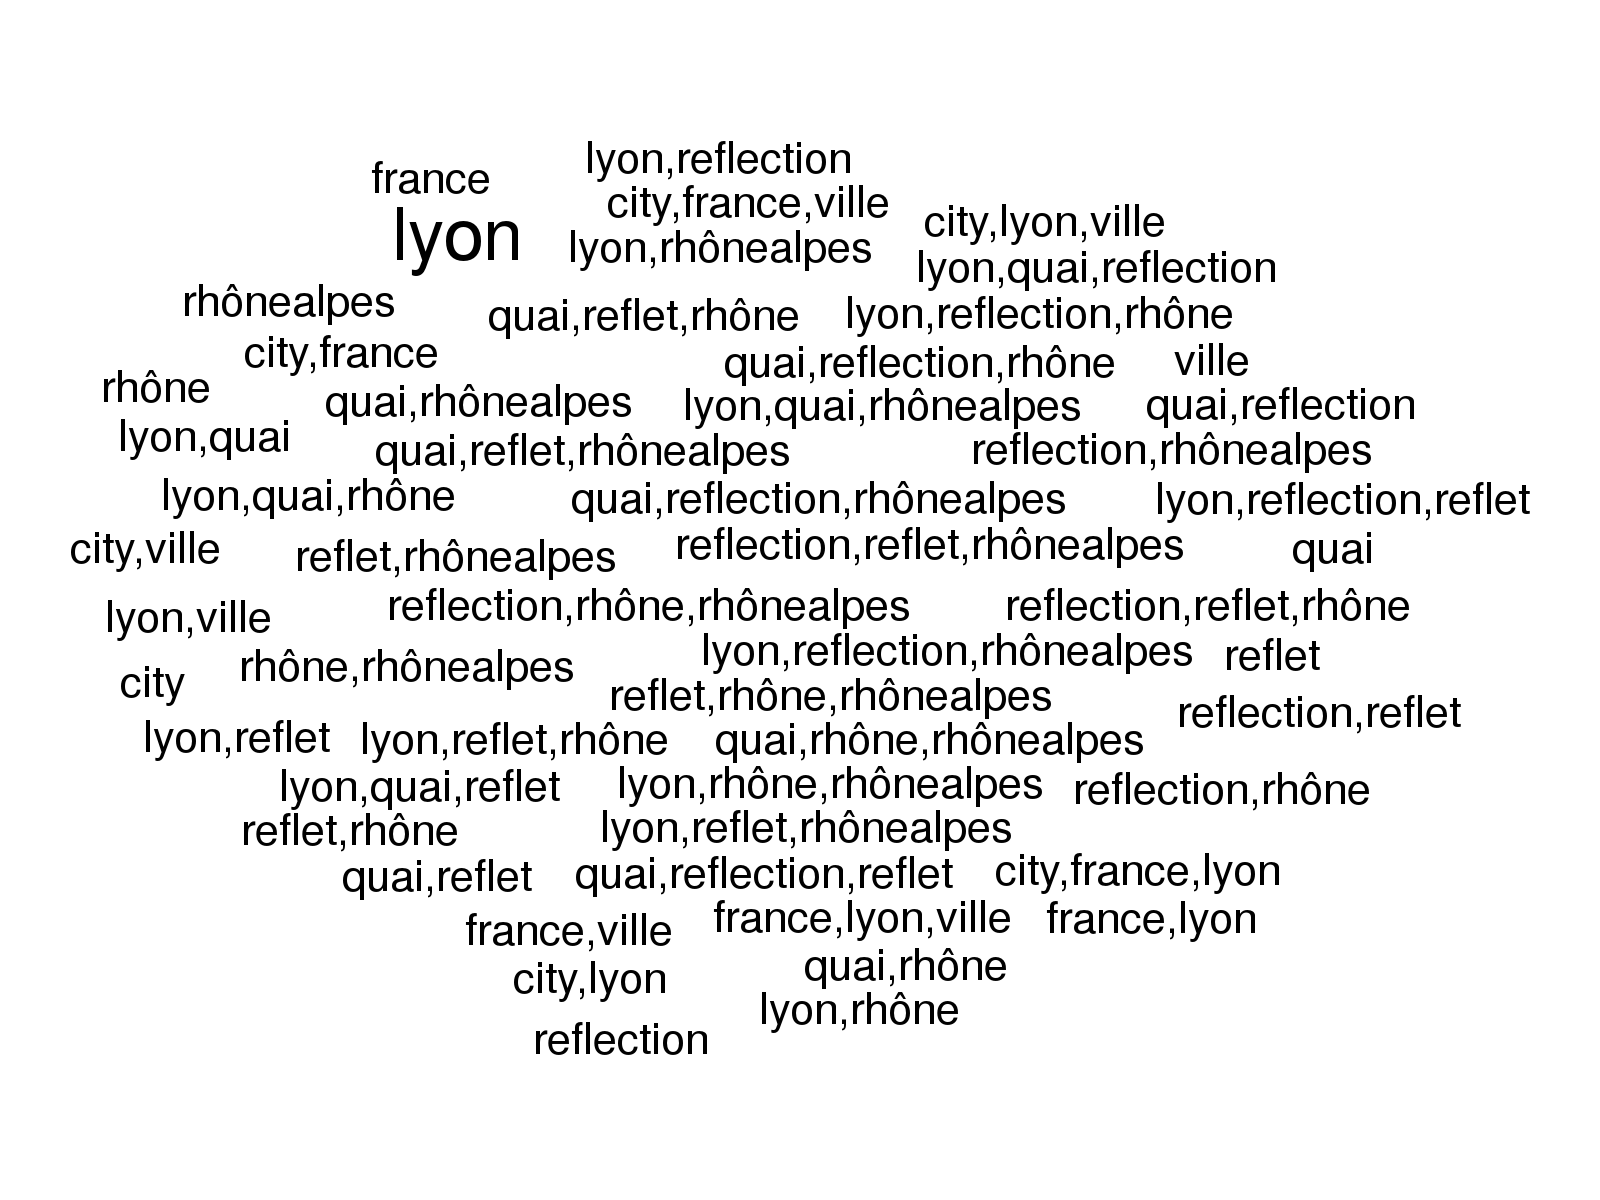 lyon,reflection
france
city,france,ville
city,lyon,ville
lyon
lyon,rhônealpes
lyon,quai,reflection
rhônealpes
quai,reflet,rhône
lyon,reflection,rhône
city,france
quai,reflection,rhône
ville
rhône
quai,rhônealpes
lyon,quai,rhônealpes
quai,reflection
lyon,quai
quai,reflet,rhônealpes
reflection,rhônealpes
lyon,quai,rhône
quai,reflection,rhônealpes
lyon,reflection,reflet
city,ville
reflet,rhônealpes
reflection,reflet,rhônealpes
quai
lyon,ville
reflection,rhône,rhônealpes
reflection,reflet,rhône
lyon,reflection,rhônealpes
reflet
city
rhône,rhônealpes
reflet,rhône,rhônealpes
reflection,reflet
lyon,reflet
lyon,reflet,rhône
quai,rhône,rhônealpes
lyon,quai,reflet
lyon,rhône,rhônealpes
reflection,rhône
reflet,rhône
lyon,reflet,rhônealpes
quai,reflet
quai,reflection,reflet
city,france,lyon
france,ville
france,lyon,ville
france,lyon
city,lyon
quai,rhône
lyon,rhône
reflection